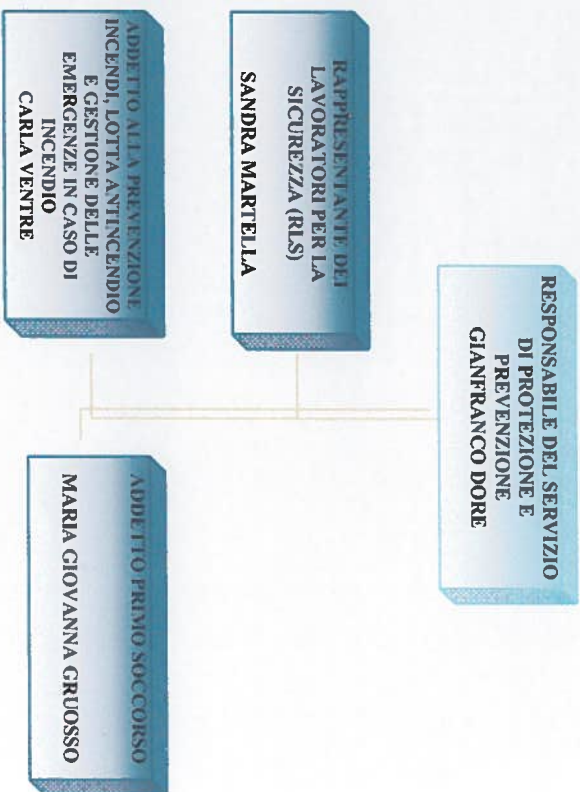 RESPONSABILE DEL SERVIZIO
DI PROTEZIONE E
PREVENZIONE
GIANFRANCO DORE
RAPPRESENTANTE DEI
LAVORATORI PER LA
SICUREZZA (RLS)
SANDRA MARTELLA
ADDETTO ALLA PREVENZIONE
INCENDI, LOTTA ANTINCENDIO
E GESTIONE DELLE
EMERGENZE IN CASO DI
INCENDIO
CARLA VENTRE
ADDETTO PRIMO SOCCORSO
MARIA GIOVANNA GRUOSSO